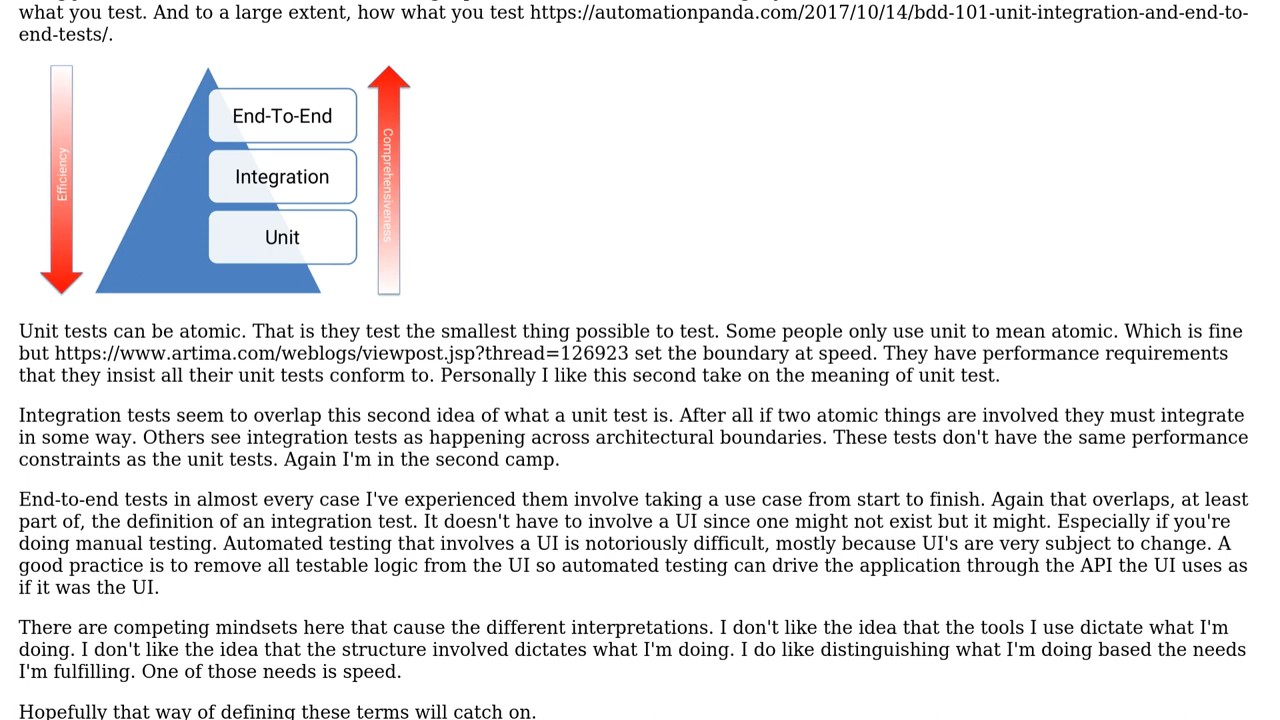 what you test. And to a large extent, how what you test https://automationpanda.com/2017/10/14/bdd-101-unit-integration-and-end-to-
end-tests/.
Efficiency
End-To-End
Integration
Unit
Comprehensiveness
Unit tests can be atomic. That is they test the smallest thing possible to test. Some people only use unit to mean atomic. Which is fine
but https://www.artima.com/weblogs/viewpost.jsp?thread=126923 set the boundary at speed. They have performance requirements
that they insist all their unit tests conform to. Personally I like this second take on the meaning of unit test.
Integration tests seem to overlap this second idea of what a unit test is. After all if two atomic things are involved they must integrate
in some way. Others see integration tests as happening across architectural boundaries. These tests don't have the same performance
constraints as the unit tests. Again I'm in the second camp.
End-to-end tests in almost every case I've experienced them involve taking a use case from start to finish. Again that overlaps, at least
part of, the definition of an integration test. It doesn't have to involve a UI since one might not exist but it might. Especially if you're
doing manual testing. Automated testing that involves a UI is notoriously difficult, mostly because UI's are very subject to change. A
good practice is to remove all testable logic from the UI so automated testing can drive the application through the API the UI uses as
if it was the UI.
There are competing mindsets here that cause the different interpretations. I don't like the idea that the tools I use dictate what I'm
doing. I don't like the idea that the structure involved dictates what I'm doing. I do like distinguishing what I'm doing based the needs
I'm fulfilling. One of those needs is speed.
Hopefully that way of defining these terms will catch on.